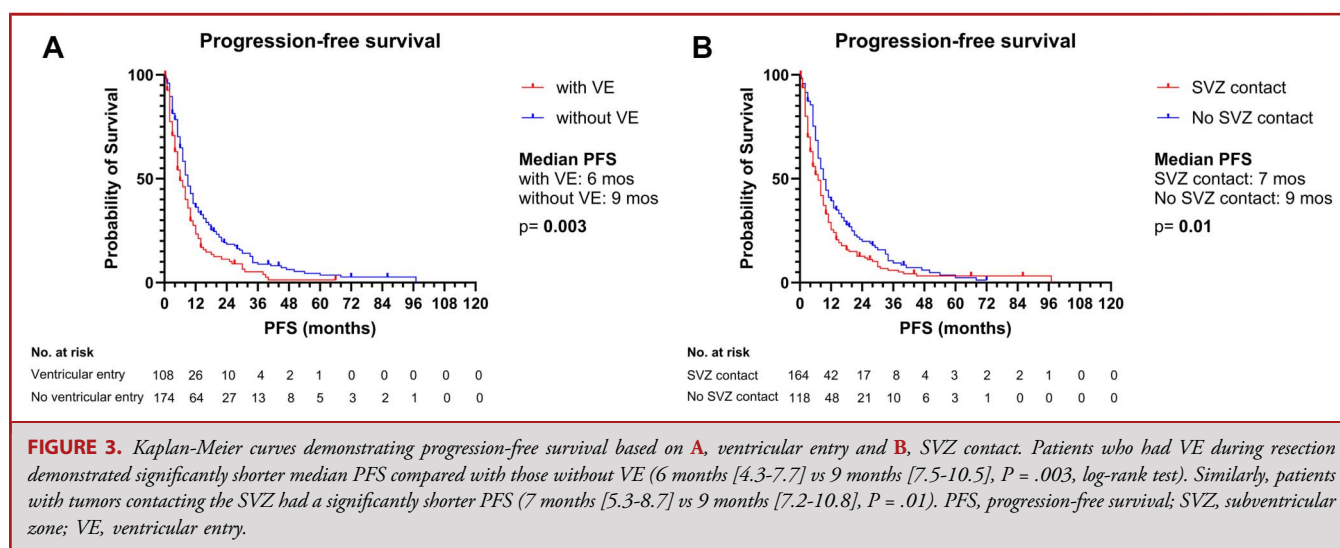 A
Progression-free survival
100
50
0
Probability of Survival
0 12 24 36 48 60 72 84 96 108 120
PFS (months)
with VE
without VE
Median PFS
with VE: 6 mos
without VE: 9 mos
p= 0.003
No. at risk
Ventricular entry 108 26 10 4 2 1 0 0 0 0 0
No ventricular entry 174 64 27 13 8 5 3 2 1 0 0
B
Progression-free survival
100
50
0
Probability of Survival
0 12 24 36 48 60 72 84 96 108 120
PFS (months)
SVZ contact
No SVZ contact
Median PFS
SVZ contact: 7 mos
No SVZ contact: 9 mos
p= 0.01
No. at risk
SVZ contact 164 42 17 8 4 3 2 2 1 0 0
No SVZ contact 118 48 21 10 6 3 1 0 0 0 0
FIGURE 3. Kaplan-Meier curves demonstrating progression-free survival based on A, ventricular entry and B, SVZ contact. Patients who had VE during resection
demonstrated significantly shorter median PFS compared with those without VE (6 months [4.3-7.7] vs 9 months [7.5-10.5], P = .003, log-rank test). Similarly, patients
with tumors contacting the SVZ had a significantly shorter PFS (7 months [5.3-8.7] vs 9 months [7.2-10.8], P = .01). PFS, progression-free survival; SVZ, subventricular
zone; VE, ventricular entry.